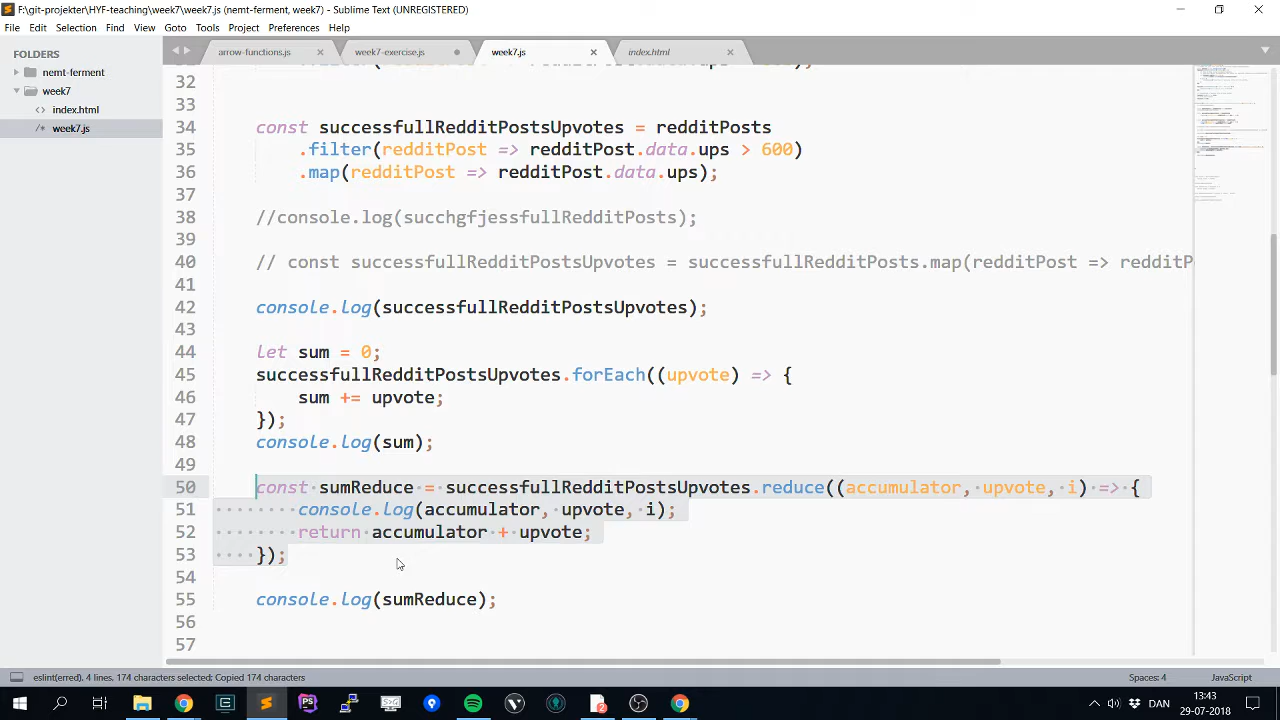 F:\git-projekter\HYF-teaching\week7\week7.js (nemt-ferment, week7) - Sublime Text (UNREGISTERED)
File Edit Selection Find View Goto Tools Project Preferences Help
FOLDERS
nemt-ferment
week7
week7.j
arrow-functions.js
week7-exercise.js
week7.js
index.html
32
33
34 const successfullRedditPostsUpvotes = redditPosts
35 .filter(redditPost => redditPost.data.ups > 600)
36 .map(redditPost => redditPost.data.ups);
37
38 //console.log(succhgfjessfullRedditPosts);
39
40 // const successfullRedditPostsUpvotes = successfullRedditPosts.map(redditPost => redditP
41
42 console.log(successfullRedditPostsUpvotes);
43
44 let sum = 0;
45 successfullRedditPostsUpvotes.forEach((upvote) => {
46 sum += upvote;
47 });
48 console.log(sum);
49
50 const sumReduce = successfullRedditPostsUpvotes.reduce((accumulator, upvote, i) => {
51 console.log(accumulator, upvote, i);
52 return accumulator + upvote;
53 });
54
55 console.log(sumReduce);
56
57
eslint(erred), 4 lines, 174 characters selected; Copied 174 characters
Spaces: 4
JavaScript
DAN
13:43
29-07-2018